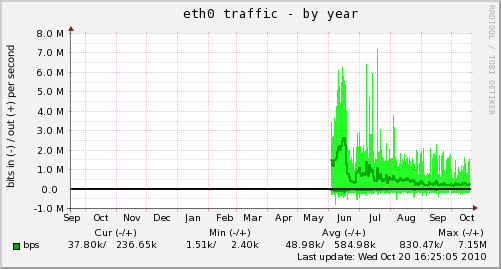 eth0 traffic - by year
RRDTOOL / TOBI OETIKER
bits in (-) / out (+) per second
8.0 M
7.0 M
6.0 M
5.0 M
4.0 M
3.0 M
2.0 M
1.0 M
0.0
-1.0 M
Sep Oct Nov Dec Jan Feb Mar Apr May Jun Jul Aug Sep Oct
Cur (-/+) Min (-/+) Avg (-/+) Max (-/+)
bps 37.80k/ 236.65k 1.51k/ 2.40k 48.98k/ 584.98k 830.47k/ 7.15M
Last update: Wed Oct 20 16:25:05 2010